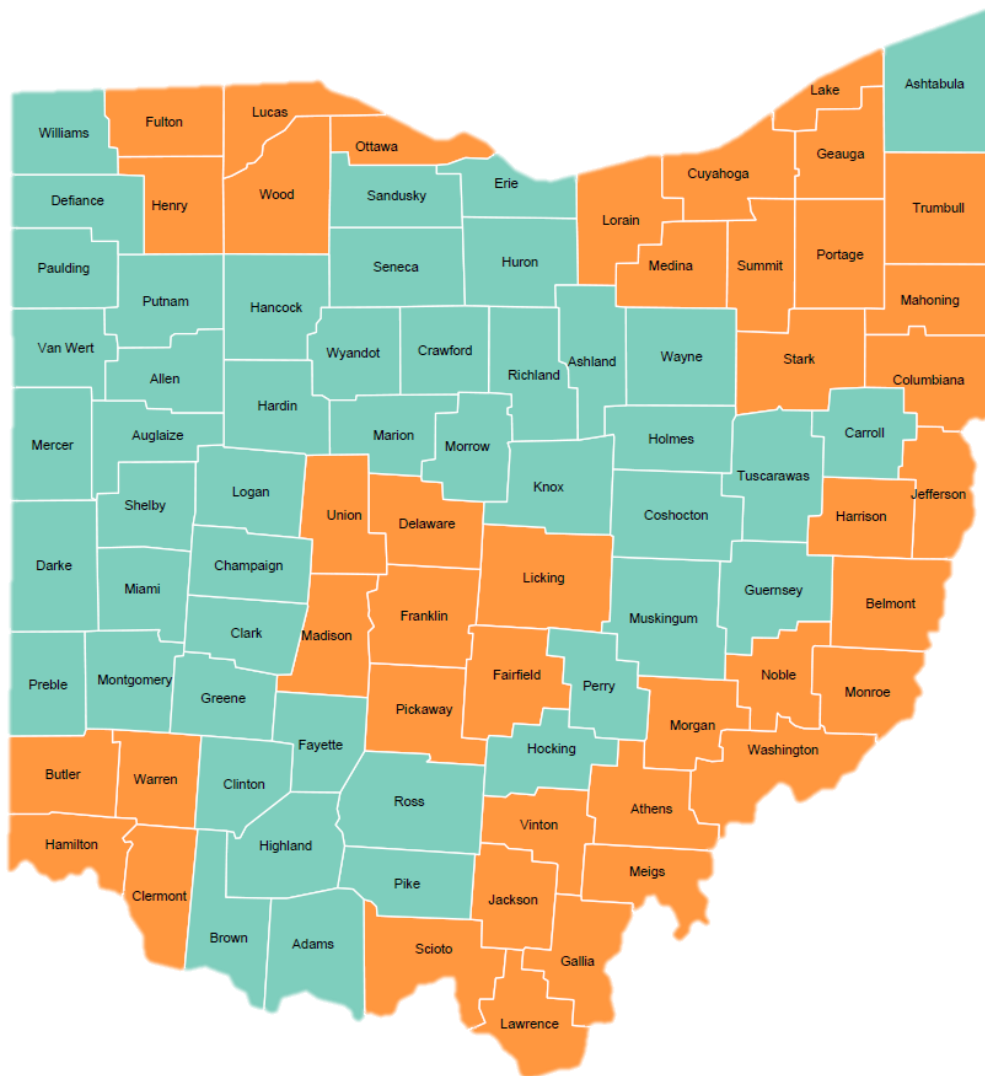 Ashtabula
Lake
Lucas
Fulton
Williams
Ottawa
Geauga
Cuyahoga
Erie
Wood
Sandusky
Defiance
Henry
Trumbull
Lorain
Portage
Huron
Seneca
Medina
Summit
Paulding
Putnam
Mahoning
Hancock
Van Wert
Wyandot
Crawford
Wayne
Stark
Ashland
Richland
Allen
Columbiana
Hardin
Carroll
Marion
Auglaize
Holmes
Mercer
Morrow
Tuscarawas
Knox
Logan
Jefferson
Shelby
Union
Coshocton
Harrison
Delaware
Darke
Champaign
Licking
Miami
Guernsey
Belmont
Franklin
Muskingum
Clark
Madison
Fairfield
Noble
Montgomery
Preble
Perry
Monroe
Greene
Pickaway
Morgan
Fayette
Hocking
Washington
Butler
Warren
Clinton
Ross
Athens
Vinton
Hamilton
Highland
Meigs
Pike
Clermont
Jackson
Brown
Adams
Scioto
Gallia
Lawrence